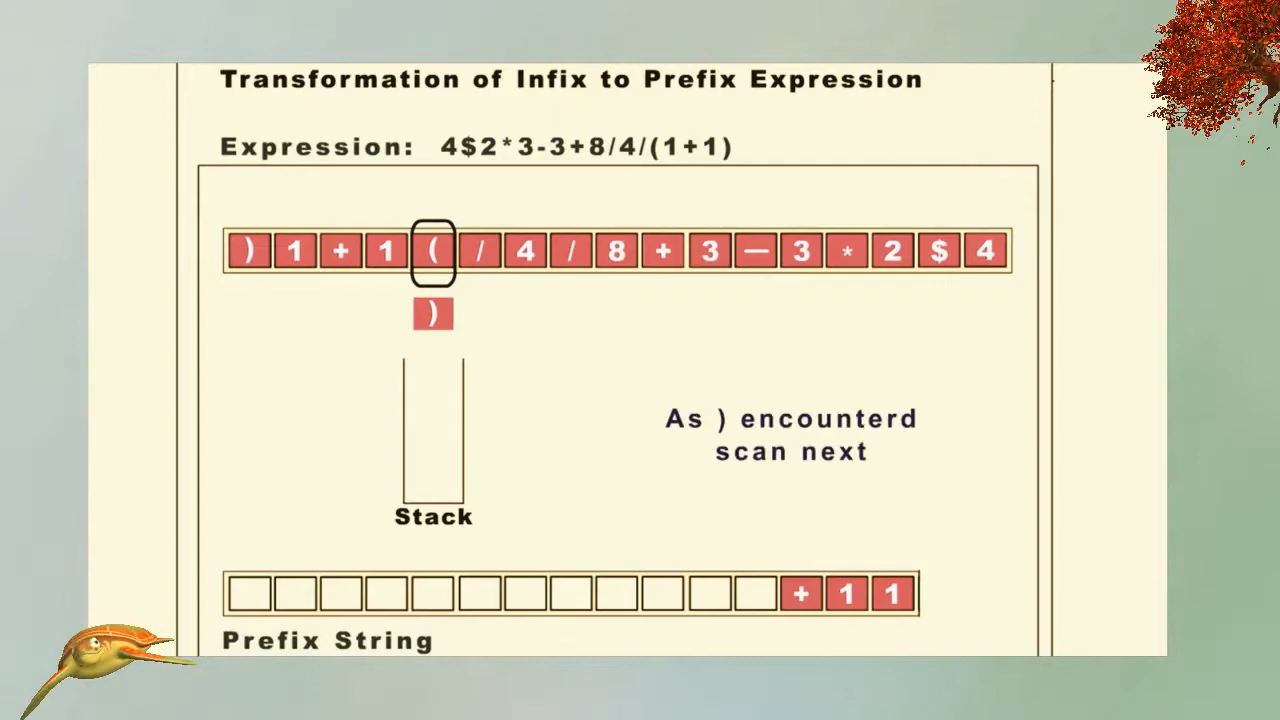 Transformation of Infix to Prefix Expression
Expression: 4$2*3-3+8/4/(1+1)
) 1 + 1 ( / 4 / 8 + 3 — 3 * 2 $ 4
)
As ) encounterd
scan next
Stack
+ 1 1
Prefix String